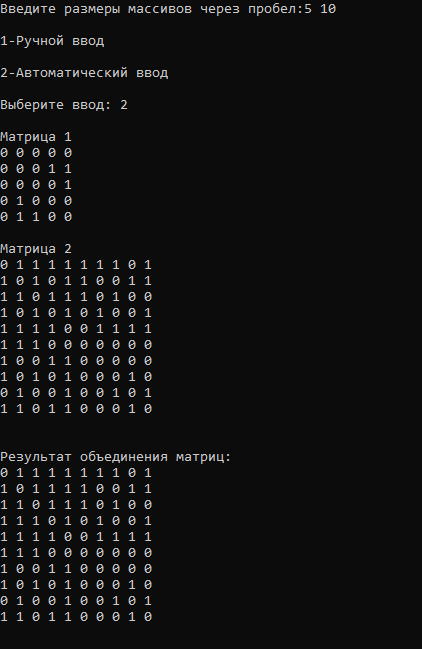 Введите размеры массивов через пробел:5 10
1-Ручной ввод
2-Автоматический ввод
Выберите ввод: 2
Матрица 1
0 0 0 0 0
0 0 0 1 1
0 0 0 0 1
0 1 0 0 0
0 1 1 0 0
Матрица 2
0 1 1 1 1 1 1 1 0 1
1 0 1 0 1 1 0 0 1 1
1 1 0 1 1 1 0 1 0 0
1 0 1 0 1 0 1 0 0 1
1 1 1 1 0 0 1 1 1 1
1 1 1 0 0 0 0 0 0 0
1 0 0 1 1 0 0 0 0 0
1 0 1 0 1 0 0 0 1 0
0 1 0 0 1 0 0 1 0 1
1 1 0 1 1 0 0 0 1 0
Результат объединения матриц:
0 1 1 1 1 1 1 1 0 1
1 0 1 1 1 1 0 0 1 1
1 1 0 1 1 1 0 1 0 0
1 1 1 0 1 0 1 0 0 1
1 1 1 1 0 0 1 1 1 1
1 1 1 0 0 0 0 0 0 0
1 0 0 1 1 0 0 0 0 0
1 0 1 0 1 0 0 0 1 0
0 1 0 0 1 0 0 1 0 1
1 1 0 1 1 0 0 0 1 0